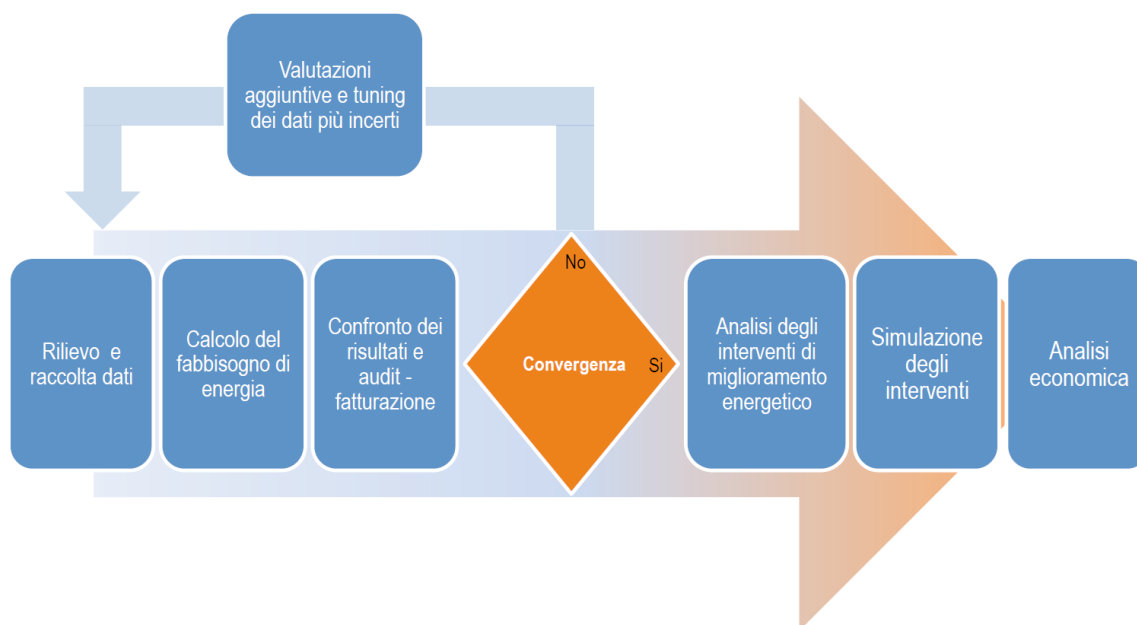 Valutazioni
aggiuntive e tuning
dei dati più incerti
Rilievo e
raccolta dati
Calcolo del
fabbisogno di
energia
Confronto dei
risultati e
audit -
fatturazione
No
Convergenza
Si
Analisi degli
interventi di
miglioramento
energetico
Simulazione
degli
interventi
Analisi
economica